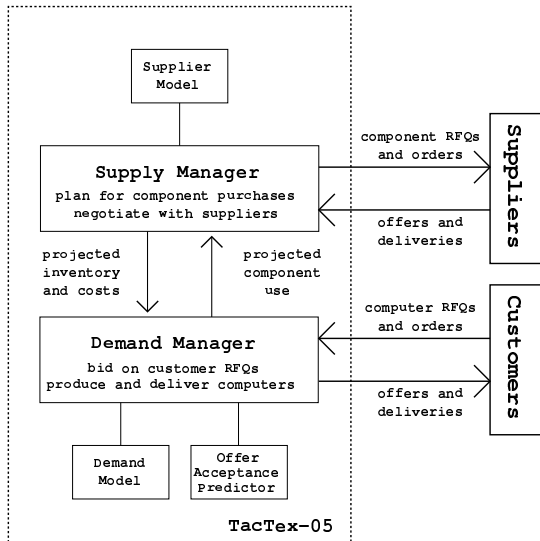 Supplier
Model
Supply Manager
plan for component purchases
negotiate with suppliers
component RFQs
and orders
offers and
deliveries
Suppliers
projected
inventory
and costs
projected
component
use
Demand Manager
bid on customer RFQs
produce and deliver computers
computer RFQs
and orders
offers and
deliveries
Customers
Demand
Model
Offer
Acceptance
Predictor
TacTex-05